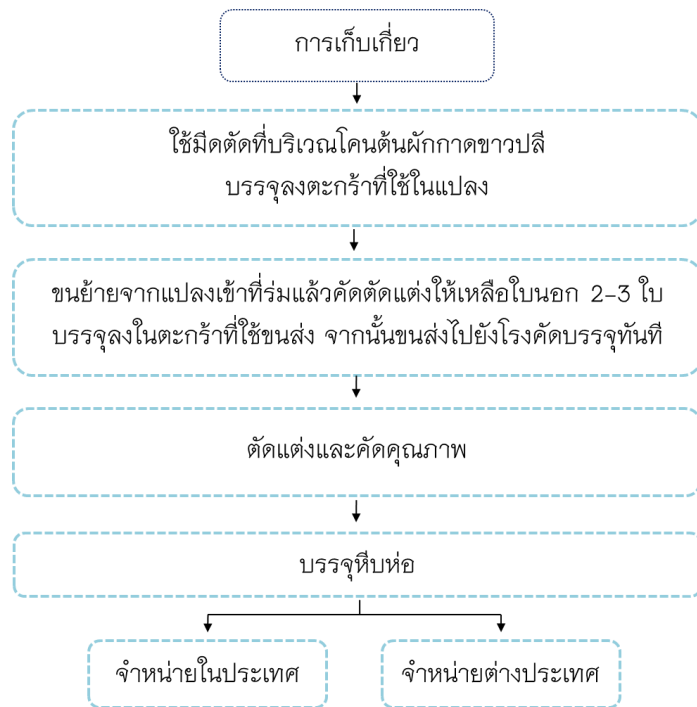 การเก็บเกี่ยว
ใช้มีดตัดที่บริเวณโคนต้นผักกาดขาวปลี
บรรจุลงตะกร้าที่ใช้ในแปลง
ขนย้ายจากแปลงเข้าที่ร่มแล้วคัดตัดแต่งให้เหลือใบนอก 2-3 ใบ
บรรจุลงในตะกร้าที่ใช้ขนส่ง จากนั้นขนส่งไปยังโรงคัดบรรจุทันที
ตัดแต่งและคัดคุณภาพ
บรรจุหีบห่อ
จำหน่ายในประเทศ
จำหน่ายต่างประเทศ